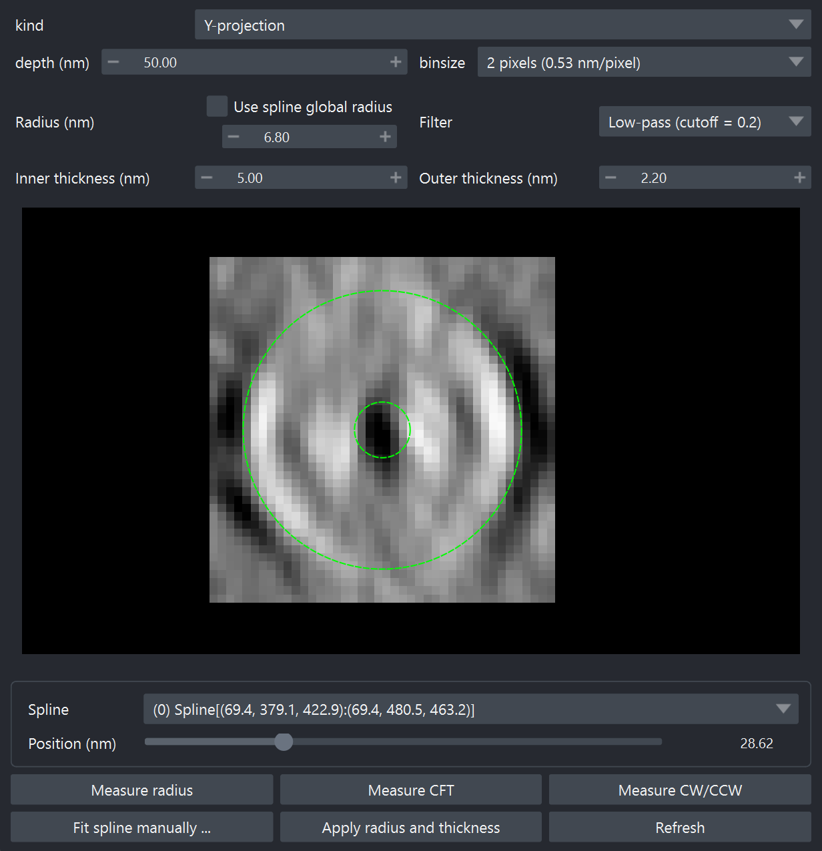 kind Y-projection
depth (nm) − 50.00 + binsize 2 pixels (0.53 nm/pixel)
Use spline global radius
Radius (nm) − 6.80 + Filter Low-pass (cutoff = 0.2)
Inner thickness (nm) − 5.00 + Outer thickness (nm) − 2.20 +
Spline (0) Spline[(69.4, 379.1, 422.9):(69.4, 480.5, 463.2)]
Position (nm) 28.62
Measure radius Measure CFT Measure CW/CCW
Fit spline manually ... Apply radius and thickness Refresh